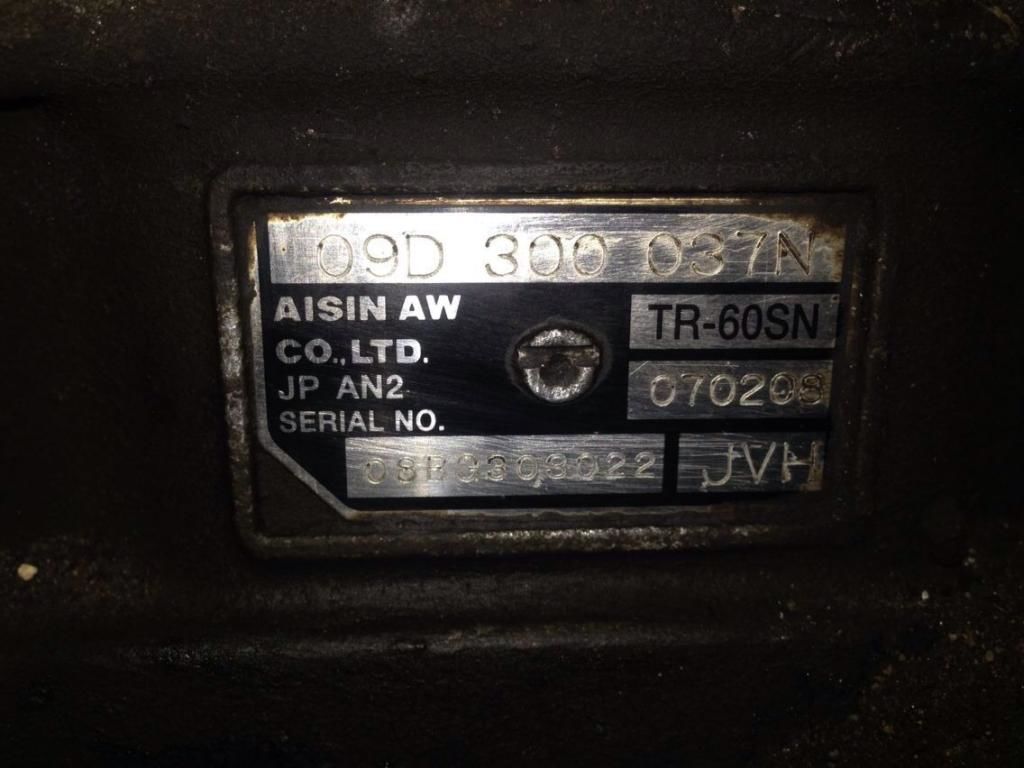 09D 300 037N
AISIN AW
CO.,LTD.
TR-60SN
JP AN2
070208
SERIAL NO.
JVH